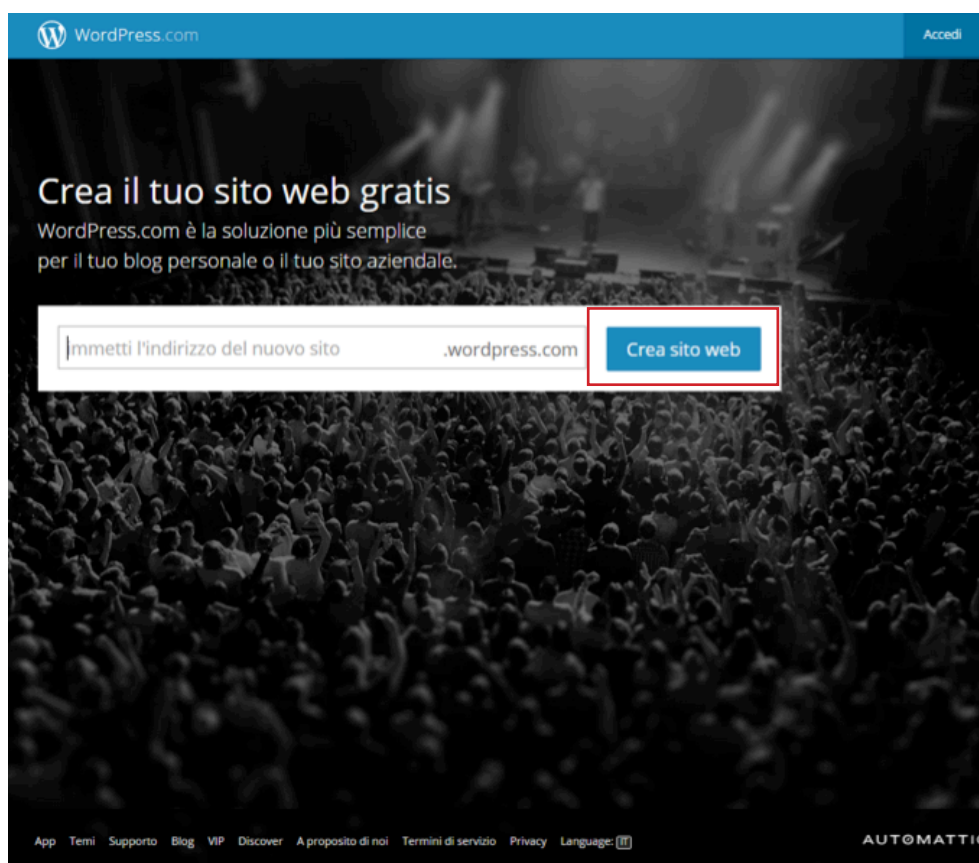 WordPress.com
Accedi
Crea il tuo sito web gratis
WordPress.com è la soluzione più semplice
per il tuo blog personale o il tuo sito aziendale.
Immetti l'indirizzo del nuovo sito .wordpress.com Crea sito web
App Temi Supporto Blog VIP Discover A proposito di noi Termini di servizio Privacy Language: IT
AUTOMATTIC